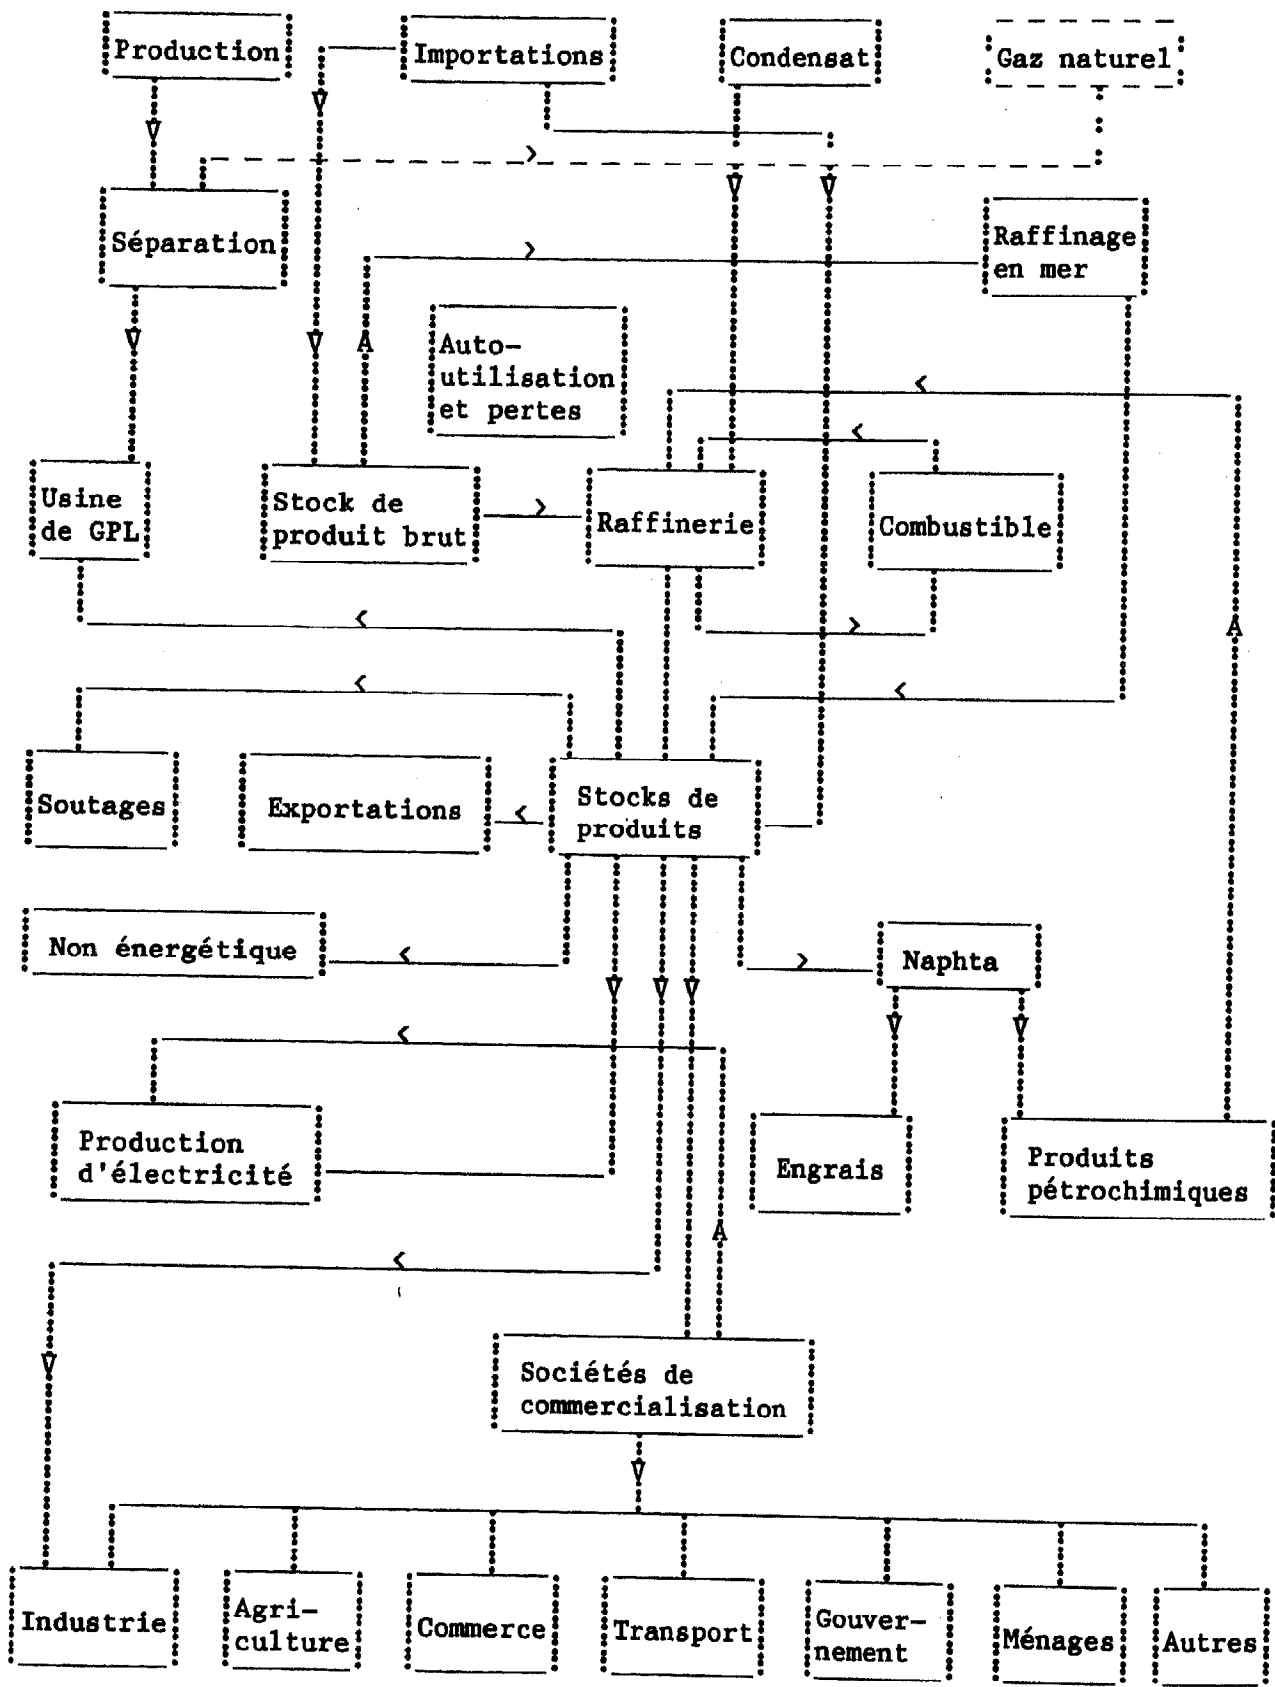 Production
Importations
Condensat
Gaz naturel
Séparation
Raffinage
en mer
Auto-
utilisation
et pertes
Usine
de GPL
Stock de
produit brut
Raffinerie
Combustible
Soutages
Exportations
Stocks de
produits
Non énergétique
Naphta
Production
d'électricité
Engrais
Produits
pétrochimiques
Sociétés de
commercialisation
Industrie
Agri-
culture
Commerce
Transport
Gouver-
nement
Ménages
Autres